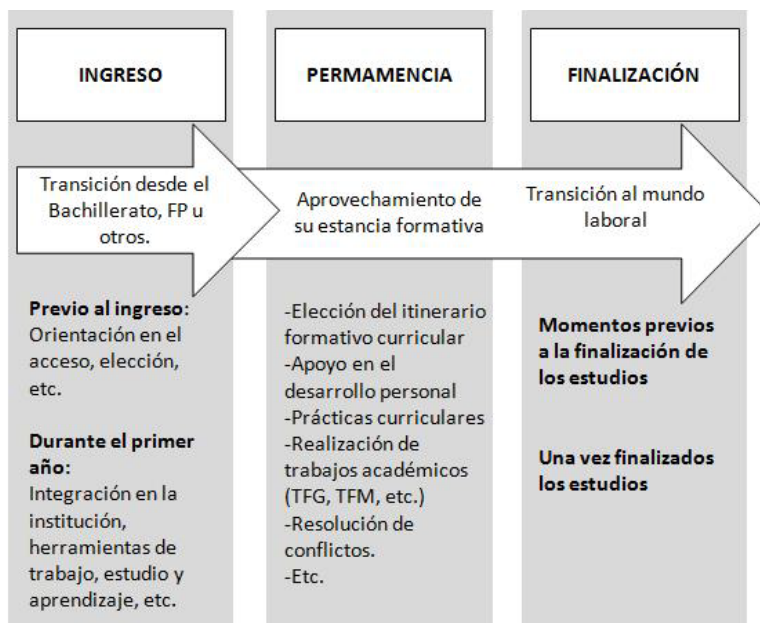 INGRESO
PERMAMENCIA
FINALIZACIÓN
Transición desde el
Bachillerato, FP u
otros.
Aprovechamiento de
su estancia formativa
Transición al mundo
laboral
Previo al ingreso:
Orientación en el
acceso, elección,
etc.
Durante el primer
año:
Integración en la
institución,
herramientas de
trabajo, estudio y
aprendizaje, etc.
-Elección del itinerario
formativo curricular
-Apoyo en el
desarrollo personal
-Prácticas curriculares
-Realización de
trabajos académicos
(TFG, TFM, etc.)
-Resolución de
conflictos.
-Etc.
Momentos previos
a la finalización de
los estudios
Una vez finalizados
los estudios